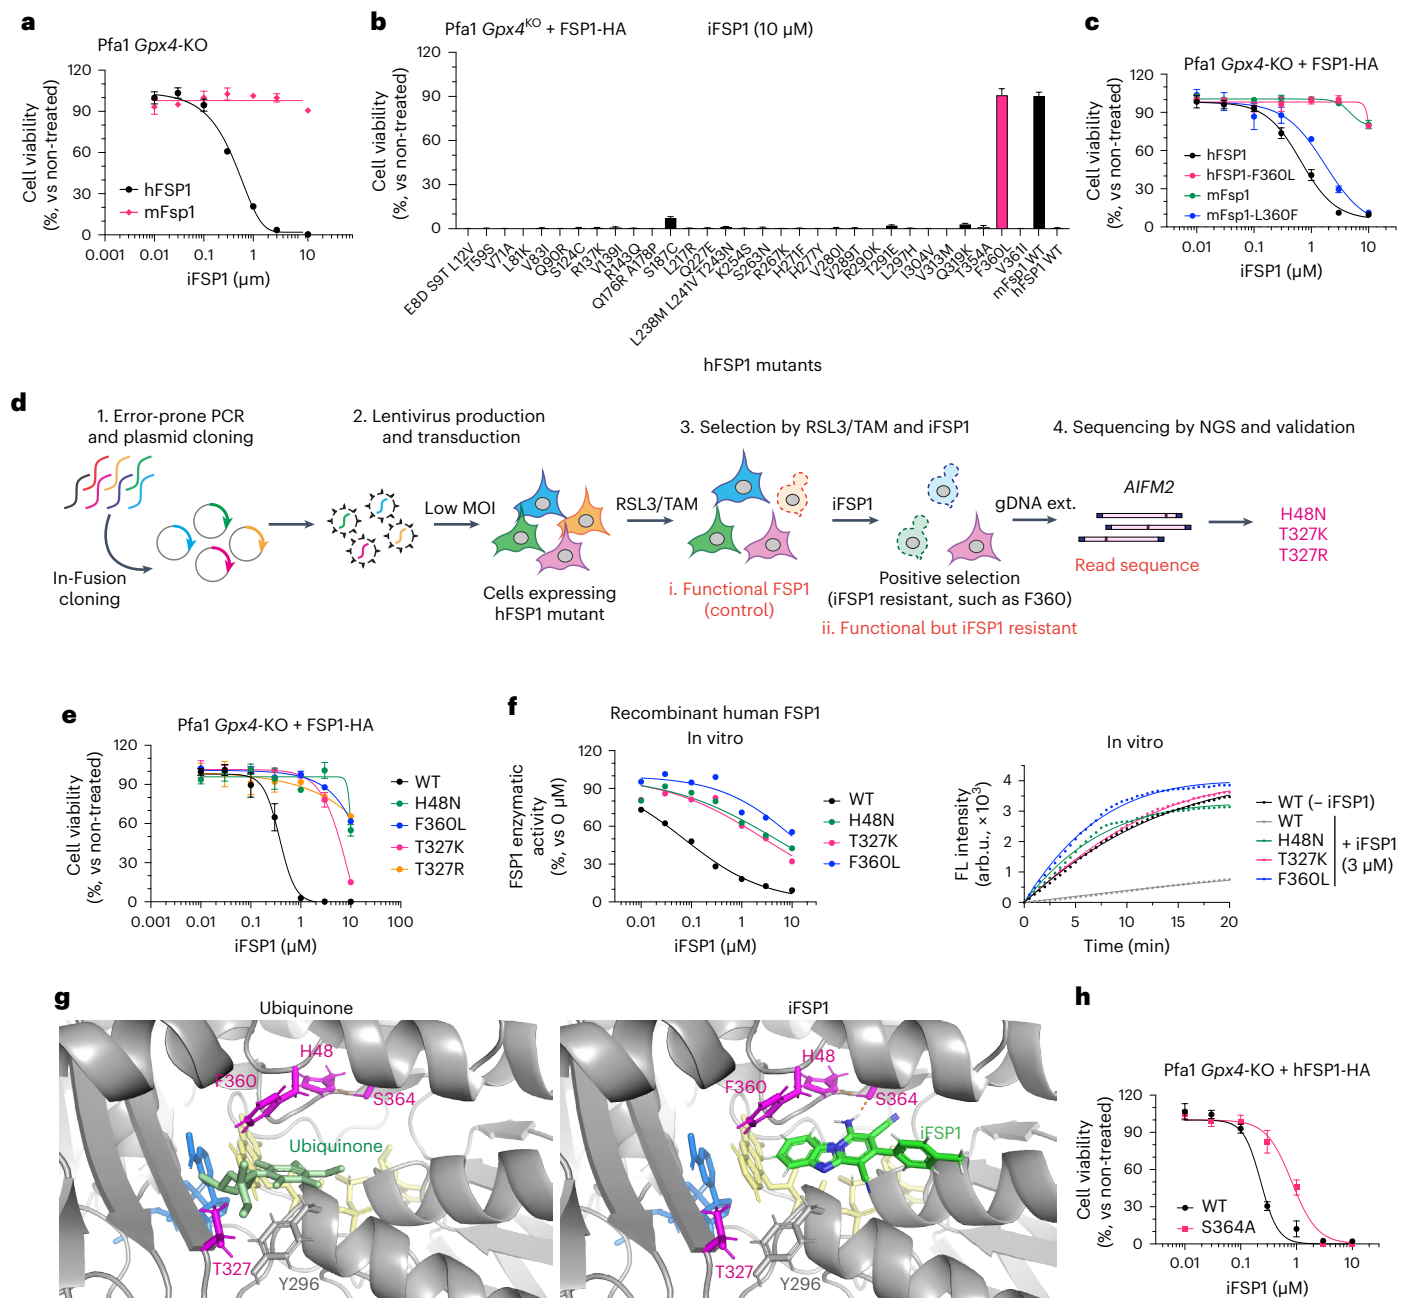 a
Pfa1 Gpx4-KO
Cell viability
(%, vs non-treated)
120
90
60
30
0
hFSP1
mFsp1
0.001
0.01
0.1
1
10
iFSP1 (μm)
b
Pfa1 Gpx4KO + FSP1-HA
iFSP1 (10 μM)
Cell viability
(%, vs non-treated)
120
90
60
30
0
E8D S9T L12V
T59S
V71A
L81K
V83I
Q90R
S124C
R137K
V139I
R143Q
Q176R A178P
S187C
L217R
Q227E
L238M L241V T243N
K254S
S263N
R267K
H271F
H277Y
V280I
V289T
R290K
T291E
L297H
I304V
V313M
Q319K
T354A
F360L
V361I
mFsp1 WT
hFSP1 WT
hFSP1 mutants
c
Pfa1 Gpx4-KO + FSP1-HA
Cell viability
(%, vs non-treated)
120
90
60
30
0
hFSP1
hFSP1-F360L
mFsp1
mFsp1-L360F
0.01
0.1
1
10
iFSP1 (μM)
d
1. Error-prone PCR
and plasmid cloning
2. Lentivirus production
and transduction
3. Selection by RSL3/TAM and iFSP1
4. Sequencing by NGS and validation
In-Fusion
cloning
Low MOI
Cells expressing
hFSP1 mutant
RSL3/TAM
i. Functional FSP1
(control)
iFSP1
Positive selection
(iFSP1 resistant, such as F360)
ii. Functional but iFSP1 resistant
gDNA ext.
AIFM2
Read sequence
H48N
T327K
T327R
e
Pfa1 Gpx4-KO + FSP1-HA
Cell viability
(%, vs non-treated)
120
90
60
30
0
0.001
0.01
0.1
1
10
100
iFSP1 (μM)
WT
H48N
F360L
T327K
T327R
f
Recombinant human FSP1
In vitro
FSP1 enzymatic
activity
(%, vs 0 μM)
120
90
60
30
0
0.01
0.1
1
10
iFSP1 (μM)
WT
H48N
T327K
F360L
In vitro
FL intensity
(arb.u., ×10³)
4
3
2
1
0
0
5
10
15
20
Time (min)
WT (– iFSP1)
WT
H48N
T327K
F360L
+ iFSP1
(3 μM)
g
Ubiquinone
H48
F360
S364
Ubiquinone
T327
Y296
iFSP1
H48
F360
S364
iFSP1
T327
Y296
h
Pfa1 Gpx4-KO + hFSP1-HA
Cell viability
(%, vs non-treated)
120
90
60
30
0
WT
S364A
0.01
0.1
1
10
iFSP1 (μM)